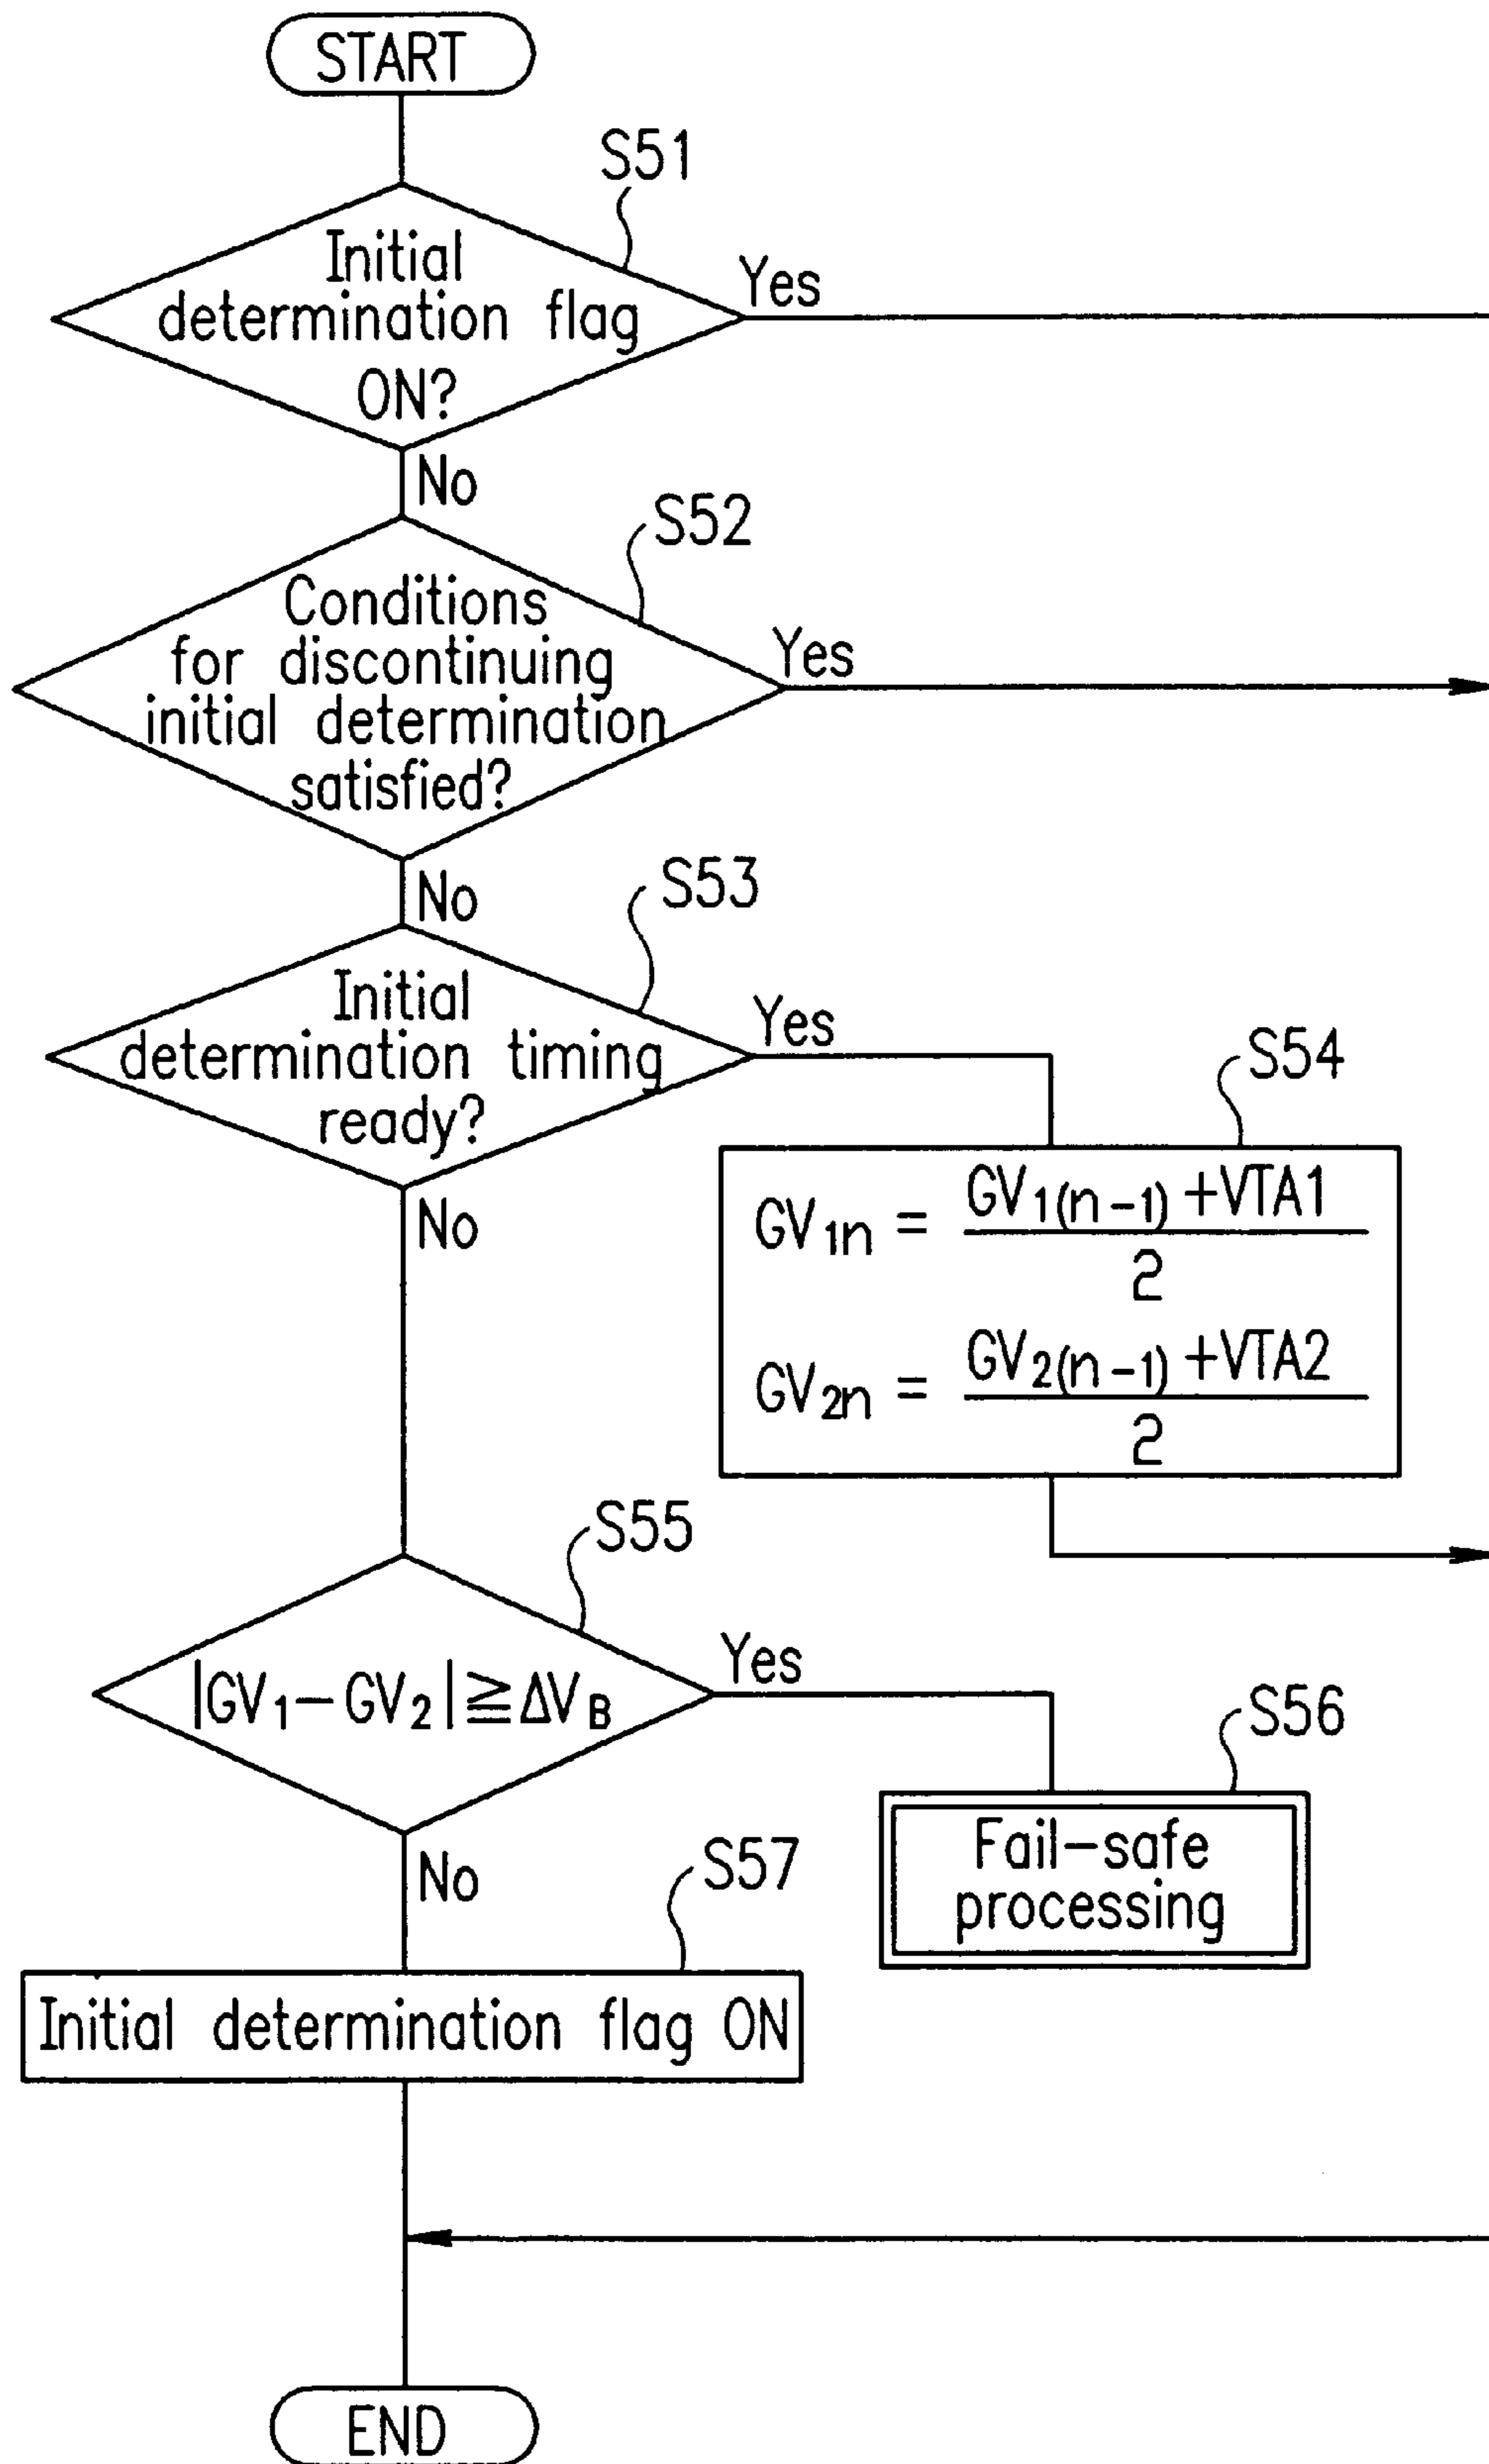 START
S51
Initial
determination flag
ON?
Yes
No
S52
Conditions
for discontinuing
initial determination
satisfied?
Yes
No
S53
Initial
determination timing
ready?
Yes
No
S54
GV1n = GV1(n-1) +VTA1
2
GV2n = GV2(n-1) +VTA2
2
S55
|GV1-GV2|≧ΔVB
Yes
No
S56
Fail-safe
processing
S57
Initial determination flag ON
END